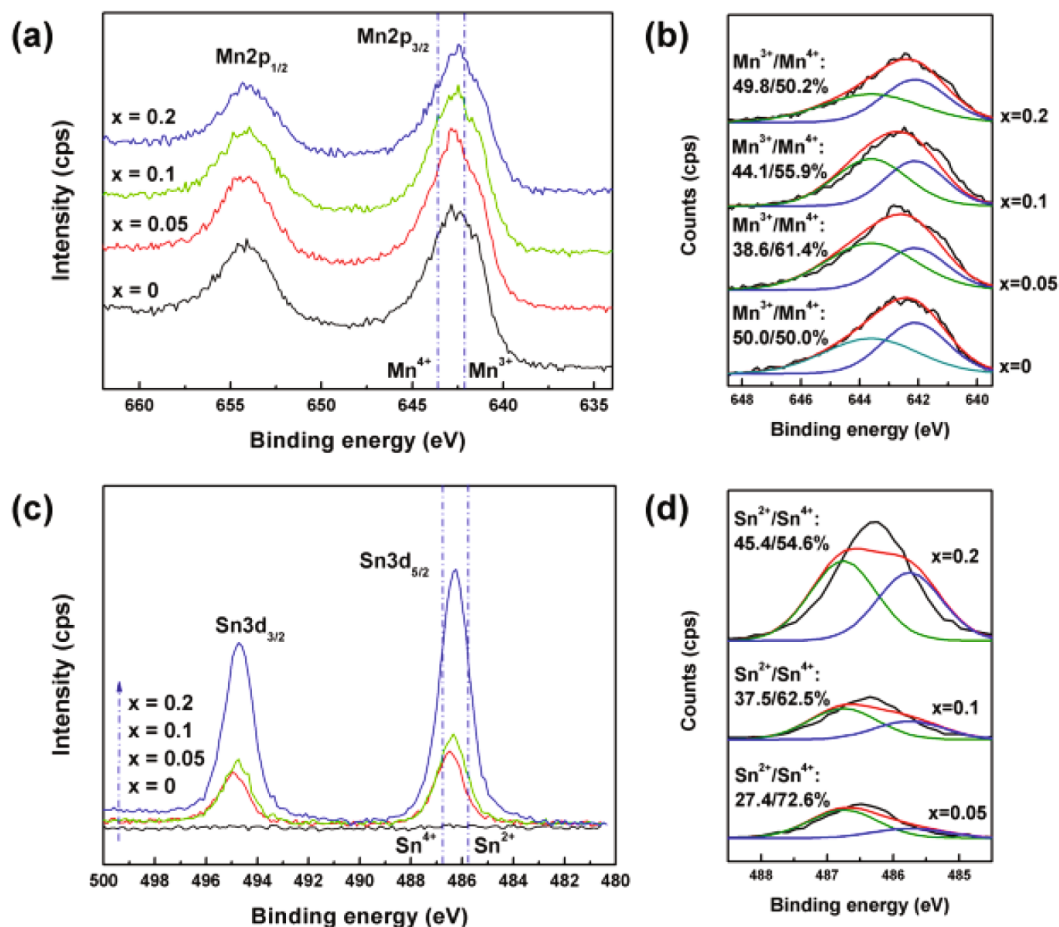 (a)
Mn2p1/2
Mn2p3/2
x = 0.2
x = 0.1
x = 0.05
x = 0
Mn4+
Mn3+
Intensity (cps)
660 655 650 645 640 635
Binding energy (eV)
(b)
Mn3+/Mn4+:
49.8/50.2%
x=0.2
Mn3+/Mn4+:
44.1/55.9%
x=0.1
Mn3+/Mn4+:
38.6/61.4%
x=0.05
Mn3+/Mn4+:
50.0/50.0%
x=0
Counts (cps)
648 646 644 642 640
Binding energy (eV)
(c)
Sn3d5/2
Sn3d3/2
x = 0.2
x = 0.1
x = 0.05
x = 0
Sn4+
Sn2+
Intensity (cps)
500 498 496 494 492 490 488 486 484 482 480
Binding energy (eV)
(d)
Sn2+/Sn4+:
45.4/54.6%
x=0.2
Sn2+/Sn4+:
37.5/62.5%
x=0.1
Sn2+/Sn4+:
27.4/72.6%
x=0.05
Counts (cps)
488 487 486 485
Binding energy (eV)